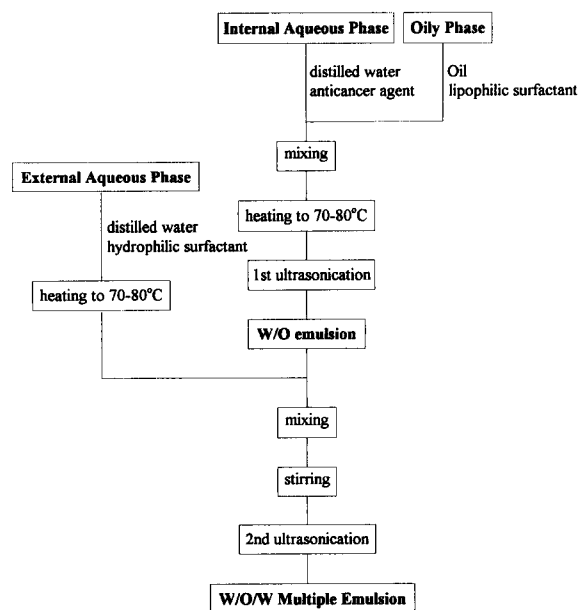 Internal Aqueous Phase
Oily Phase
distilled water
anticancer agent
Oil
lipophilic surfactant
mixing
External Aqueous Phase
heating to 70-80°C
distilled water
hydrophilic surfactant
1st ultrasonication
heating to 70-80°C
W/O emulsion
mixing
stirring
2nd ultrasonication
W/O/W Multiple Emulsion